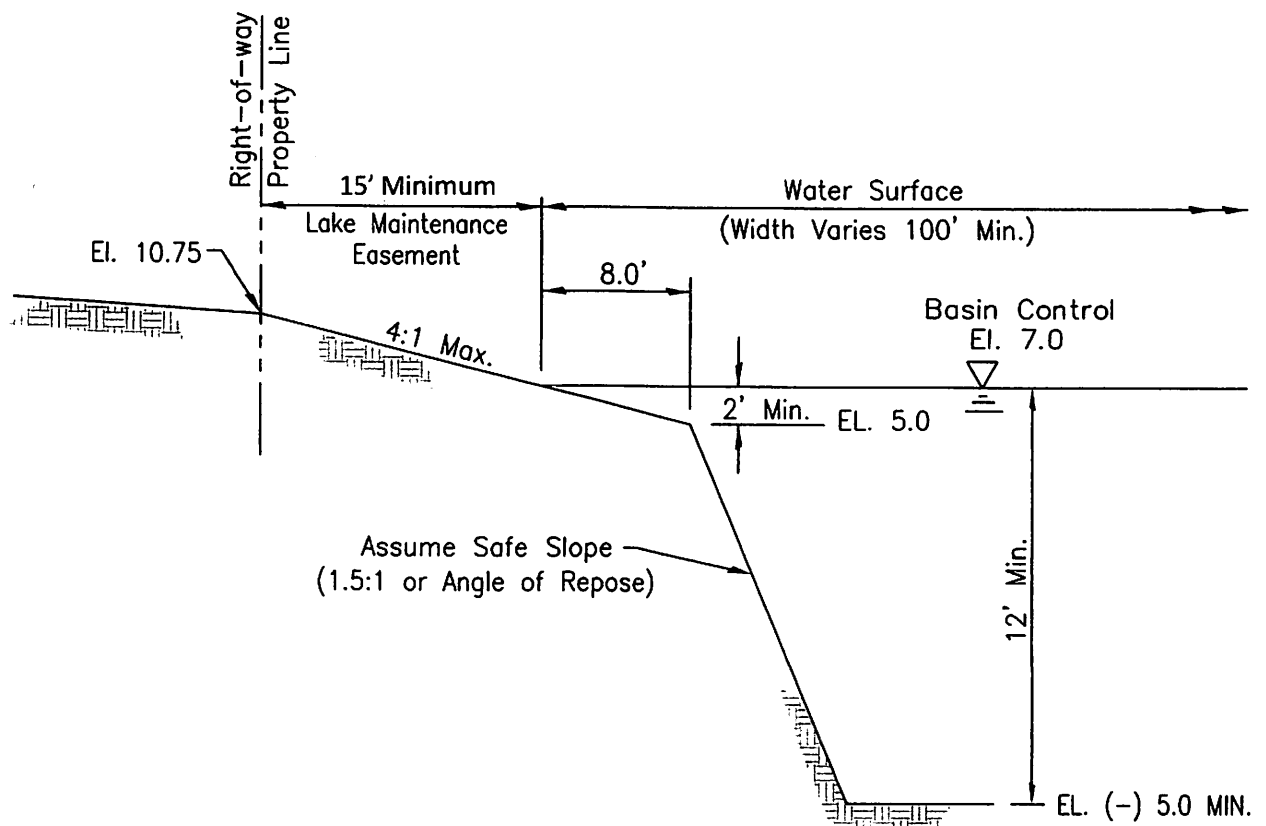 Right-of-way
Property Line
15' Minimum
Lake Maintenance
Easement
Water Surface
(Width Varies 100' Min.)
El. 10.75
8.0'
4:1 Max.
Basin Control
El. 7.0
2' Min.
EL. 5.0
Assume Safe Slope
(1.5:1 or Angle of Repose)
12' Min.
EL. (-) 5.0 MIN.